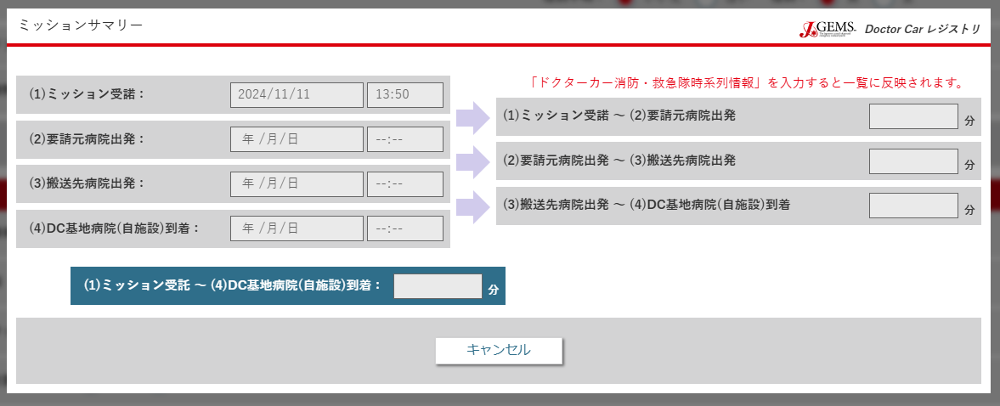 ミッションサマリー
JGEMS
Doctor Car レジストリ
「ドクターカー消防・救急隊時系列情報」を入力すると一覧に反映されます。
(1)ミッション受諾：
2024/11/11
13:50
(2)要請元病院出発：
年 /月/日
--:--
(3)搬送先病院出発：
年 /月/日
--:--
(4)DC基地病院(自施設)到着：
年 /月/日
--:--
(1)ミッション受諾 ～ (2)要請元病院出発
分
(2)要請元病院出発 ～ (3)搬送先病院出発
分
(3)搬送先病院出発 ～ (4)DC基地病院(自施設)到着
分
(1)ミッション受託 ～ (4)DC基地病院(自施設)到着：
分
キャンセル